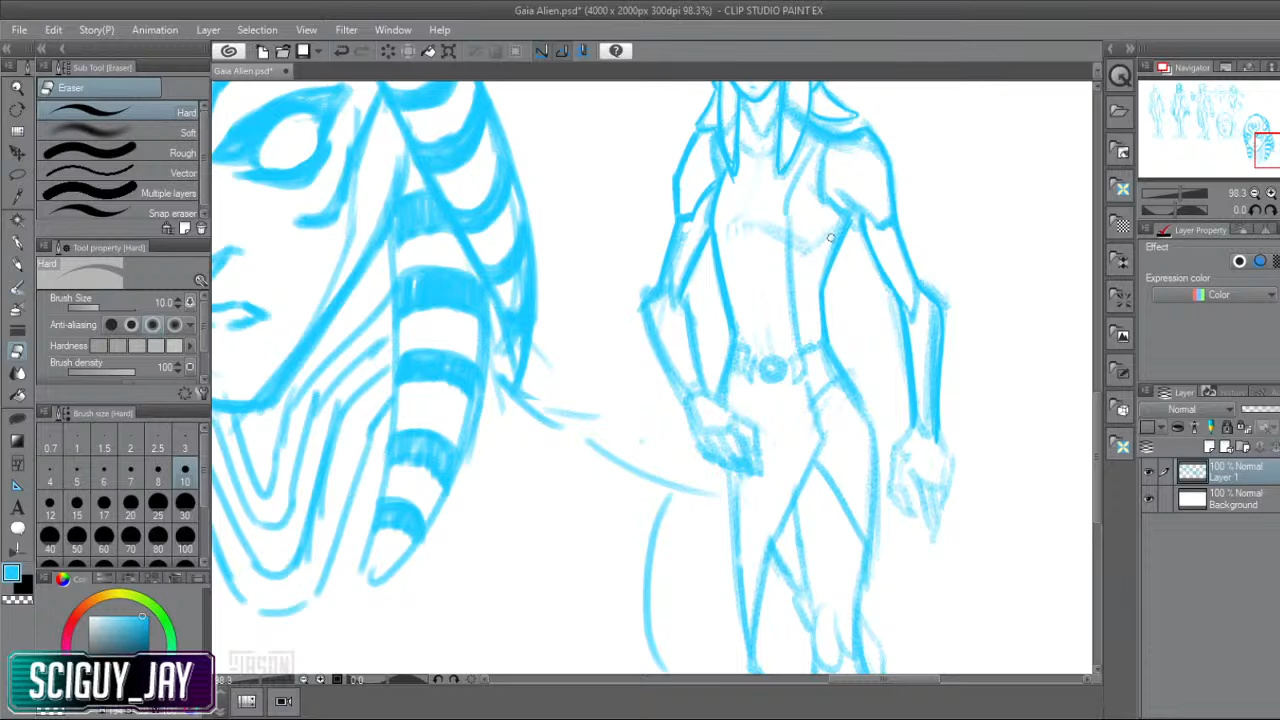 Gaia Alien.psd* (4000 x 2000px 300dpi 98.3%) - CLIP STUDIO PAINT EX
File Edit Story(P) Animation Layer Selection View Filter Window Help
Sub Tool [Eraser]
Gaia Alien.psd*
Navigator
Eraser
Hard
Soft
Rough
Vector
Multiple layers
Snap eraser
98.3
0.0
Tool property [Hard]
Layer Property
Hard
Effect
Expression color
Color
Brush Size 10.0
Anti-aliasing
Hardness
Brush density 100
Layer
Normal
Brush size [Hard]
0.7 1 1.5 2 2.5 3
4 5 6 7 8 10
12 15 17 20 25 30
40 50 60 70 80 100
100 % Normal
Layer 1
100 % Normal
Background
SCIGUY_JAY
0.0